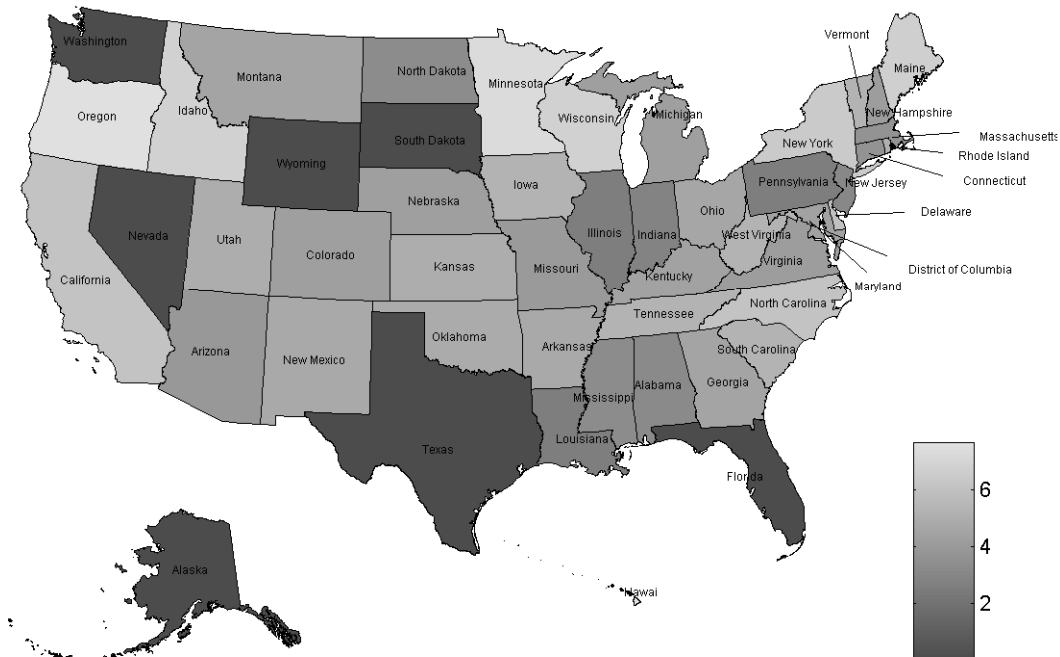 Washington
Oregon
Idaho
Montana
North Dakota
South Dakota
Wyoming
Minnesota
Wisconsin
Michigan
Vermont
Maine
New Hampshire
Massachusetts
Rhode Island
Connecticut
New York
New Jersey
Pennsylvania
Delaware
District of Columbia
Maryland
Nevada
Utah
California
Colorado
Nebraska
Iowa
Kansas
Missouri
Illinois
Indiana
Ohio
West Virginia
Virginia
Kentucky
Tennessee
North Carolina
South Carolina
Arizona
New Mexico
Oklahoma
Arkansas
Mississippi
Alabama
Georgia
Louisiana
Texas
Florida
Alaska
Hawai
6
4
2